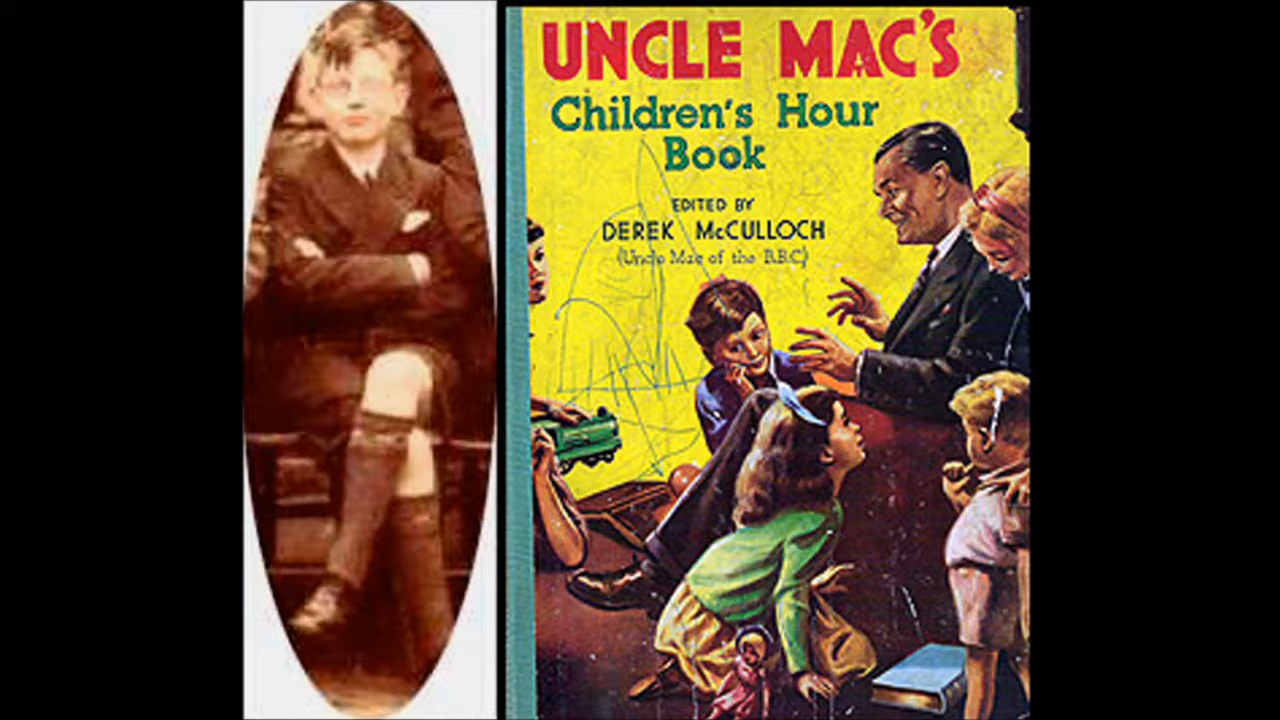 UNCLE MAC'S
Children's Hour
Book
EDITED BY
DEREK McCULLOCH
(Uncle Mac of the B.B.C)